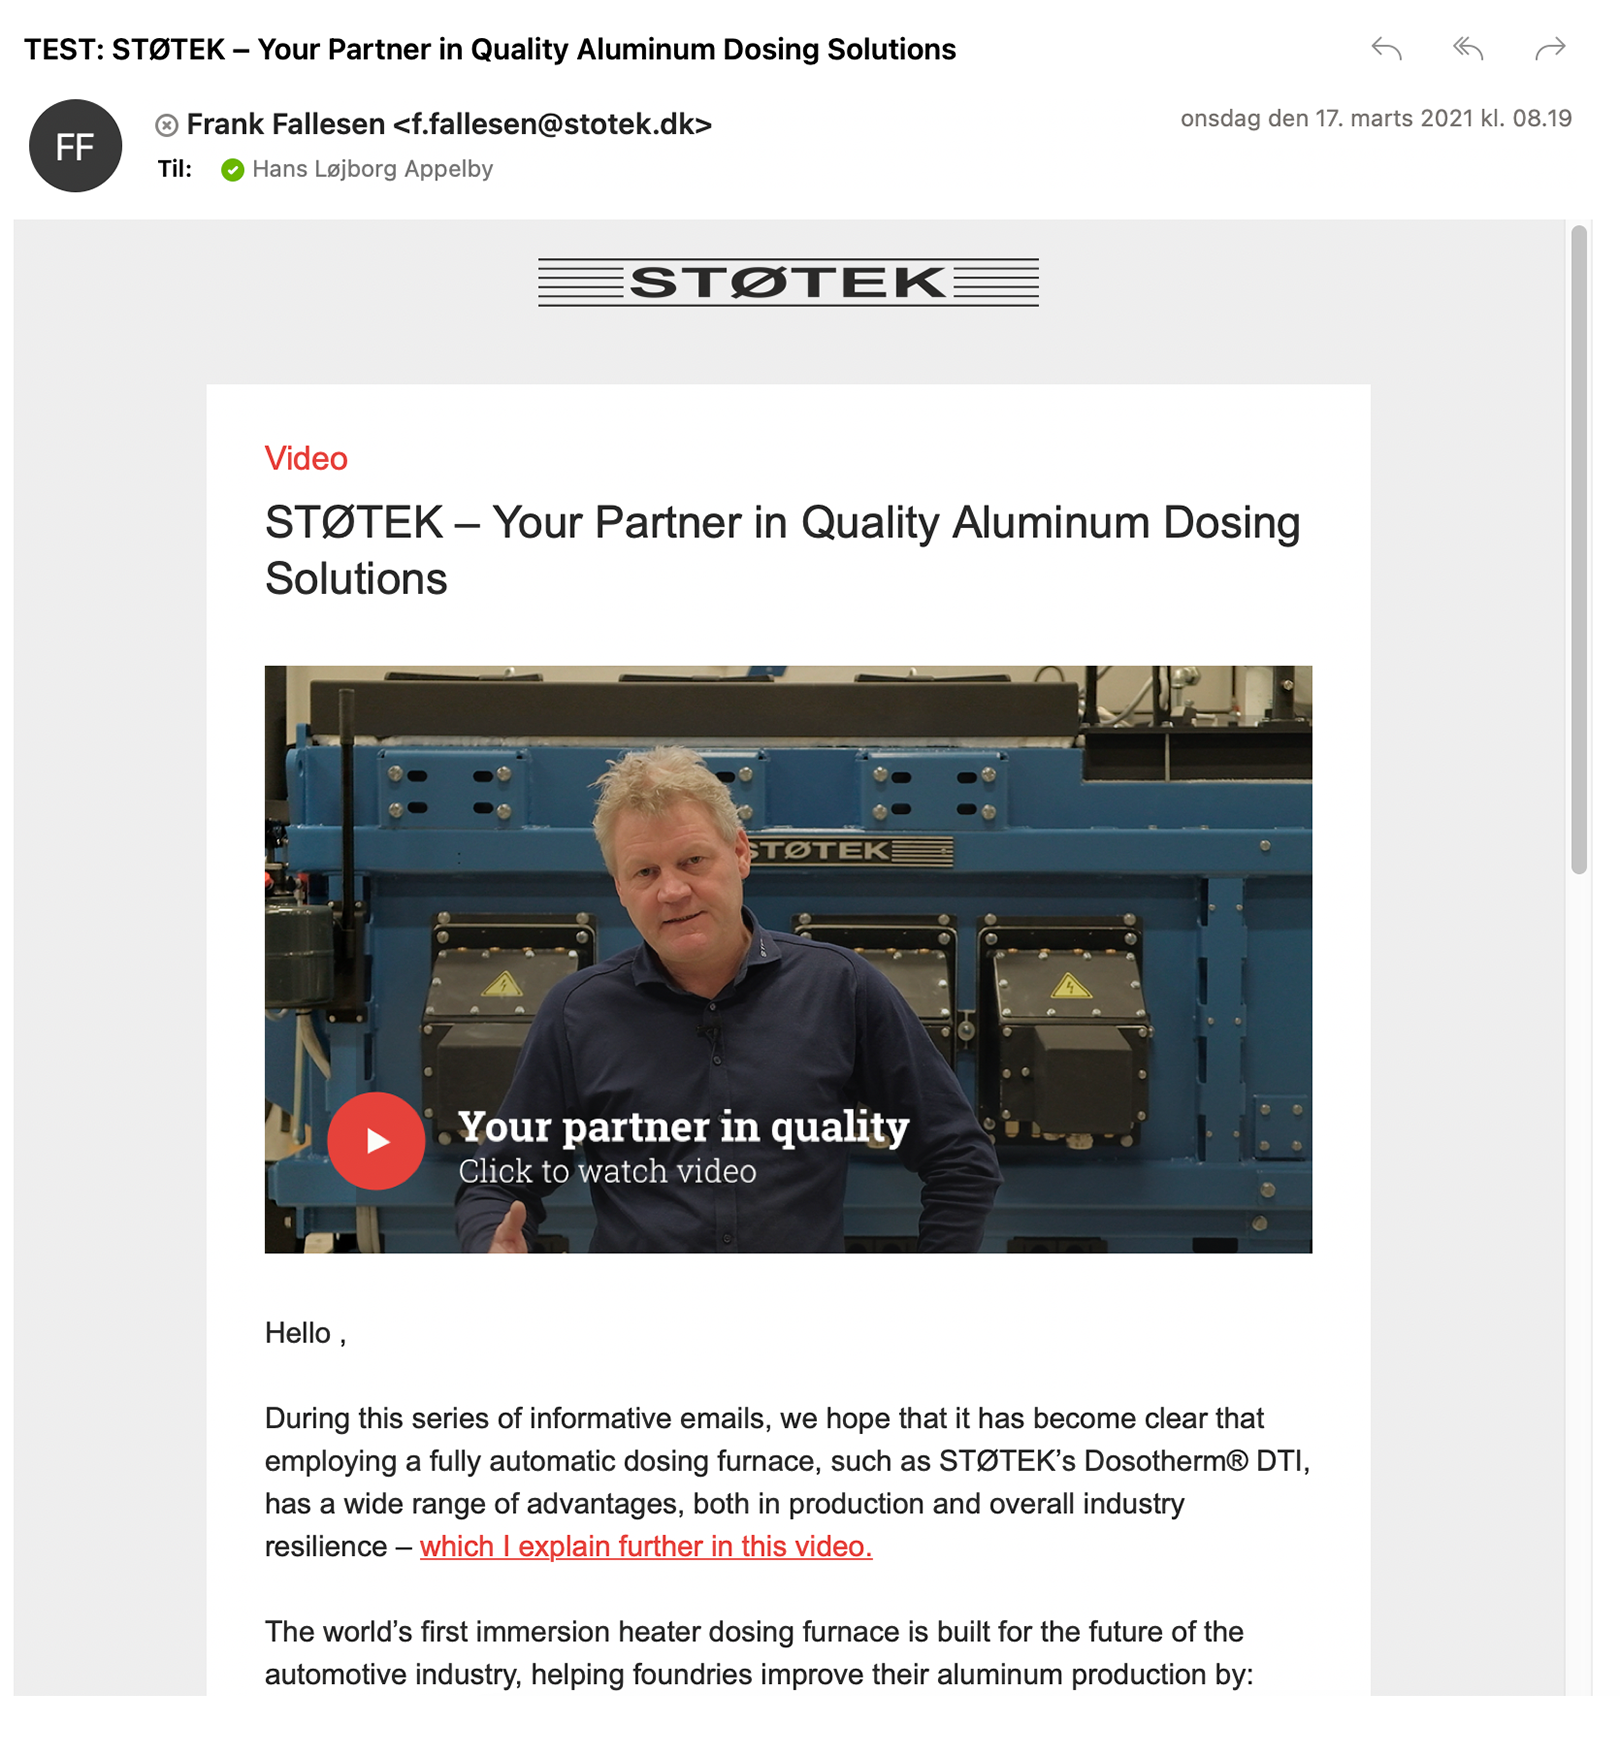 TEST: STØTEK – Your Partner in Quality Aluminum Dosing Solutions
FF
Frank Fallesen <f.fallesen@stotek.dk>
onsdag den 17. marts 2021 kl. 08.19
Til: Hans Løjborg Appelby
STØTEK
Video
STØTEK – Your Partner in Quality Aluminum Dosing
Solutions
STØTEK
Your partner in quality
Click to watch video
Hello ,
During this series of informative emails, we hope that it has become clear that
employing a fully automatic dosing furnace, such as STØTEK’s Dosotherm® DTI,
has a wide range of advantages, both in production and overall industry
resilience – which I explain further in this video.
The world’s first immersion heater dosing furnace is built for the future of the
automotive industry, helping foundries improve their aluminum production by: